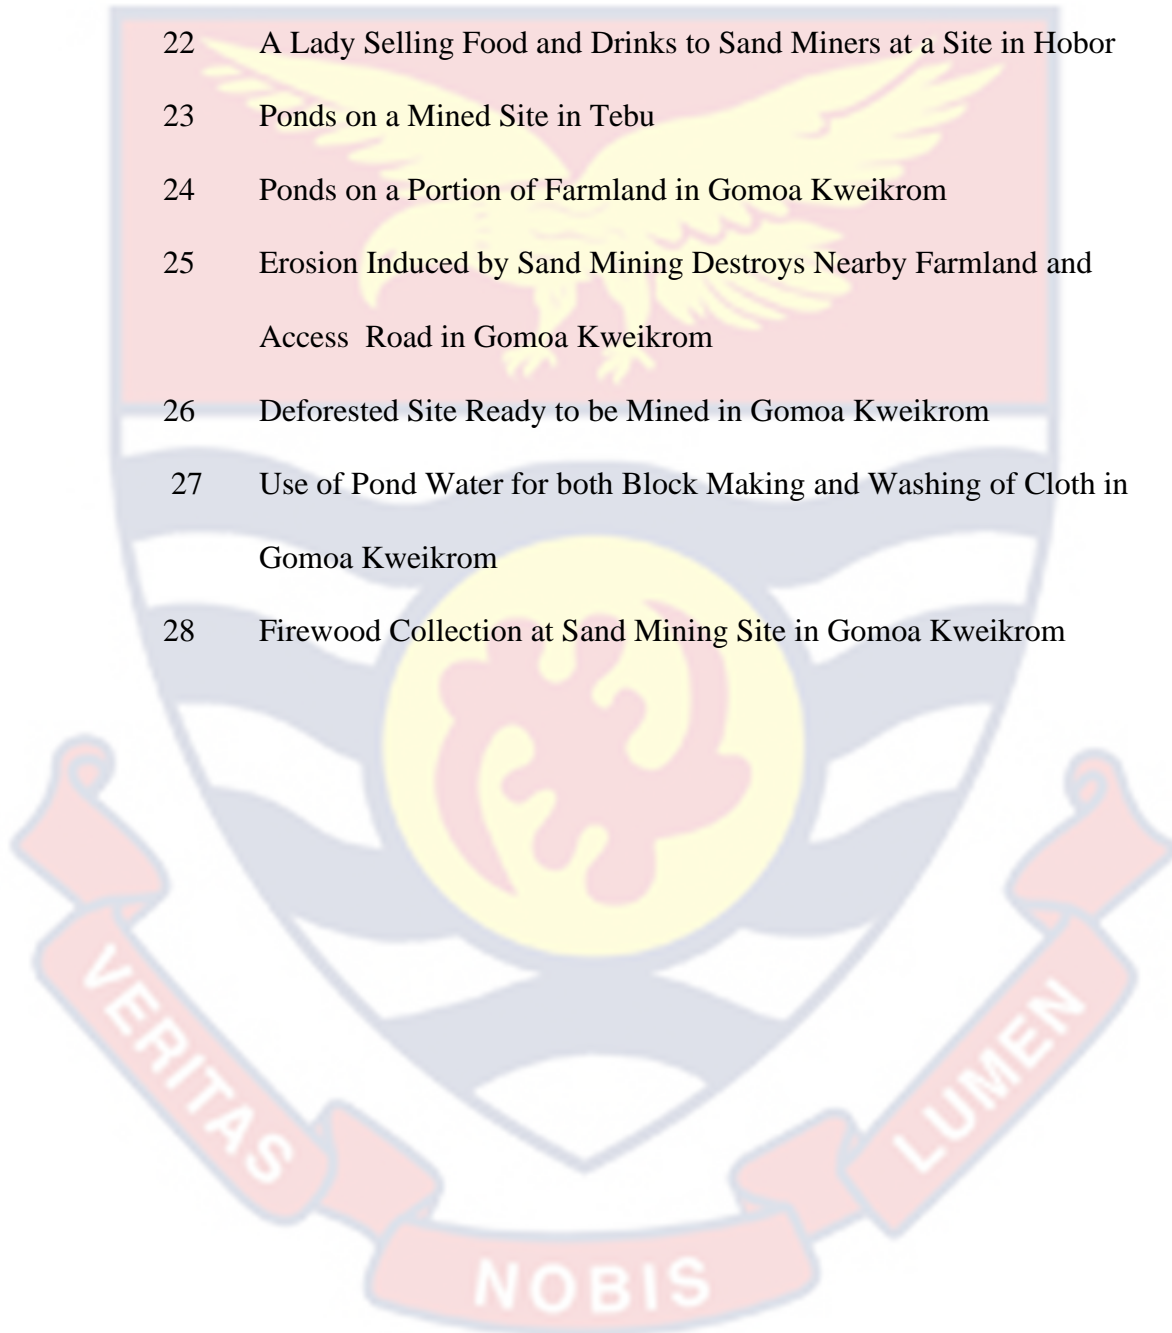 22 A Lady Selling Food and Drinks to Sand Miners at a Site in Hobor
23 Ponds on a Mined Site in Tebu
24 Ponds on a Portion of Farmland in Gomoa Kweikrom
25 Erosion Induced by Sand Mining Destroys Nearby Farmland and
Access Road in Gomoa Kweikrom
26 Deforested Site Ready to be Mined in Gomoa Kweikrom
27 Use of Pond Water for both Block Making and Washing of Cloth in
Gomoa Kweikrom
28 Firewood Collection at Sand Mining Site in Gomoa Kweikrom
VERITAS
NOBIS
LUMEN